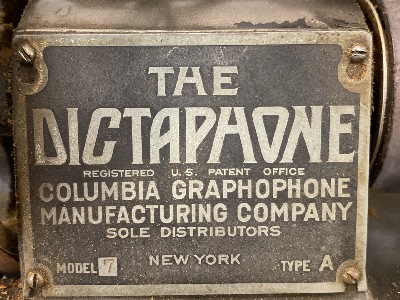 THE
DICTAPHONE
REGISTERED U.S. PATENT OFFICE
COLUMBIA GRAPHOPHONE
MANUFACTURING COMPANY
SOLE DISTRIBUTORS
NEW YORK
MODEL 7 TYPE A